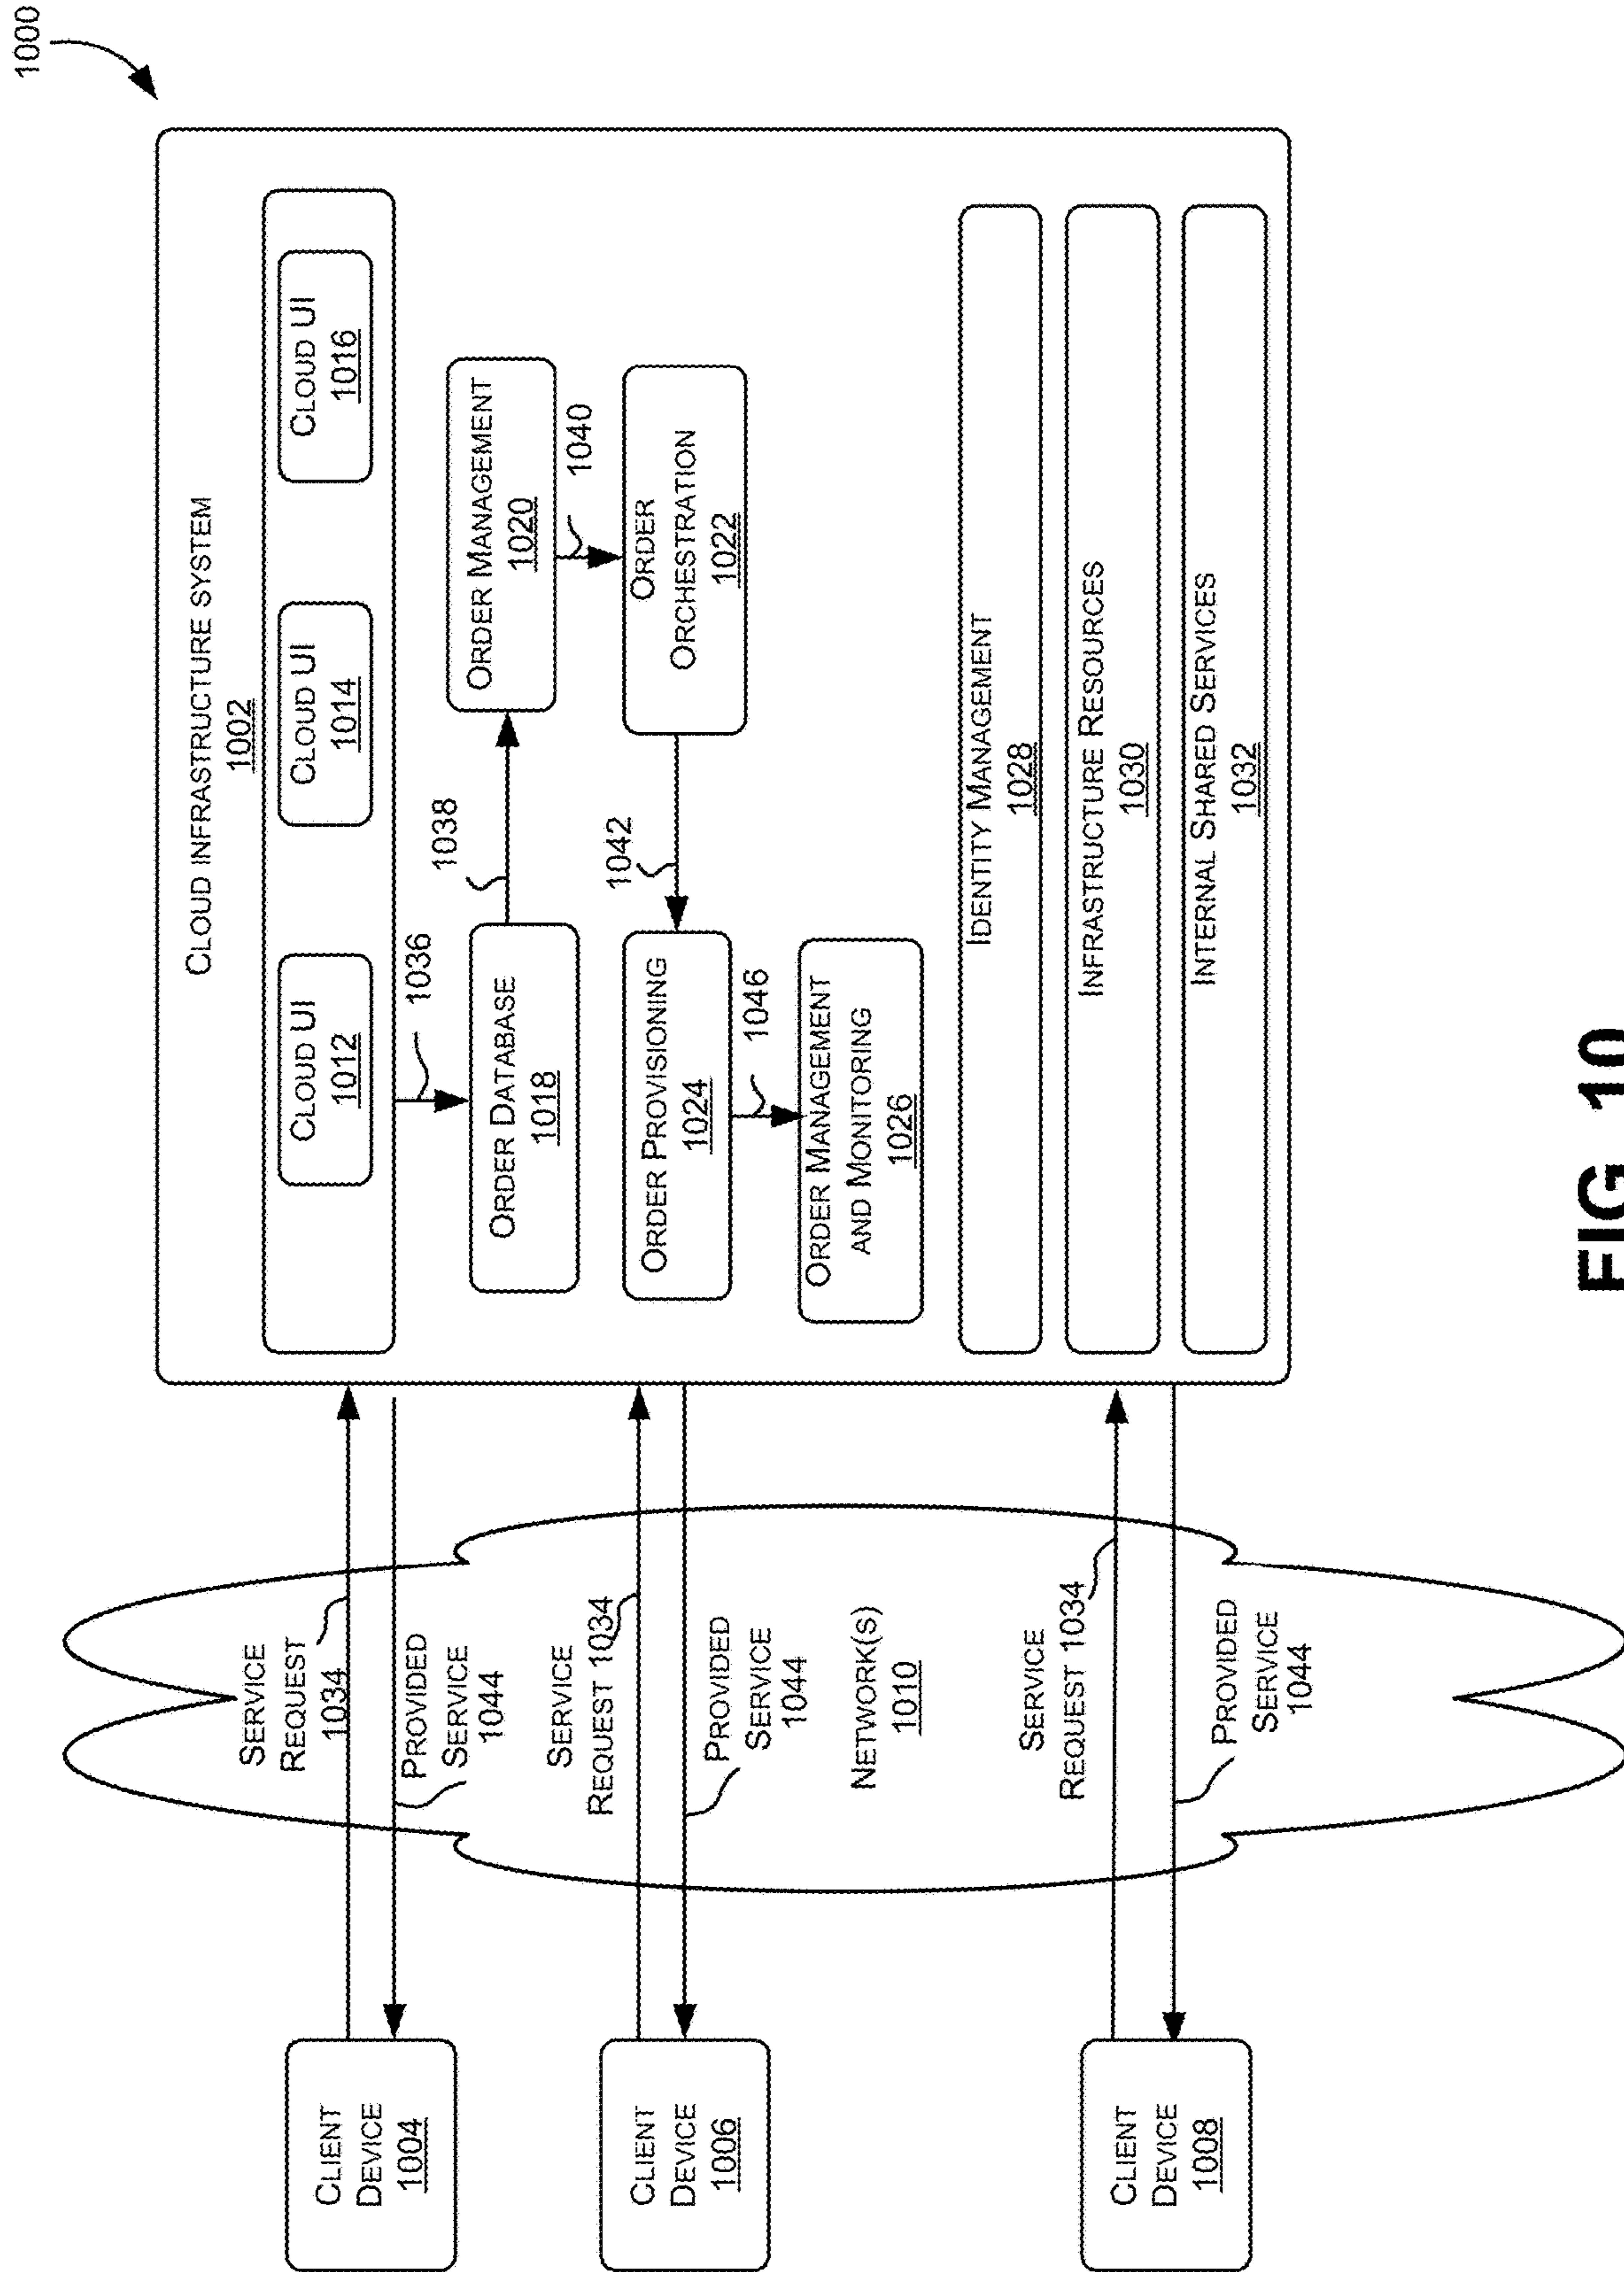 1000
CLOUD INFRASTRUCTURE SYSTEM
1002
CLOUD UI
1012
CLOUD UI
1014
CLOUD UI
1016
1036
ORDER DATABASE
1018
1038
ORDER MANAGEMENT
1020
1040
ORDER
ORCHESTRATION
1022
1042
ORDER PROVISIONING
1024
1046
ORDER MANAGEMENT
AND MONITORING
1026
IDENTITY MANAGEMENT
1028
INFRASTRUCTURE RESOURCES
1030
INTERNAL SHARED SERVICES
1032
SERVICE
REQUEST
1034
PROVIDED
SERVICE
1044
SERVICE
REQUEST 1034
PROVIDED
SERVICE
1044
NETWORK(S)
1010
SERVICE
REQUEST 1034
PROVIDED
SERVICE
1044
CLIENT
DEVICE
1004
CLIENT
DEVICE
1006
CLIENT
DEVICE
1008
FIG 10